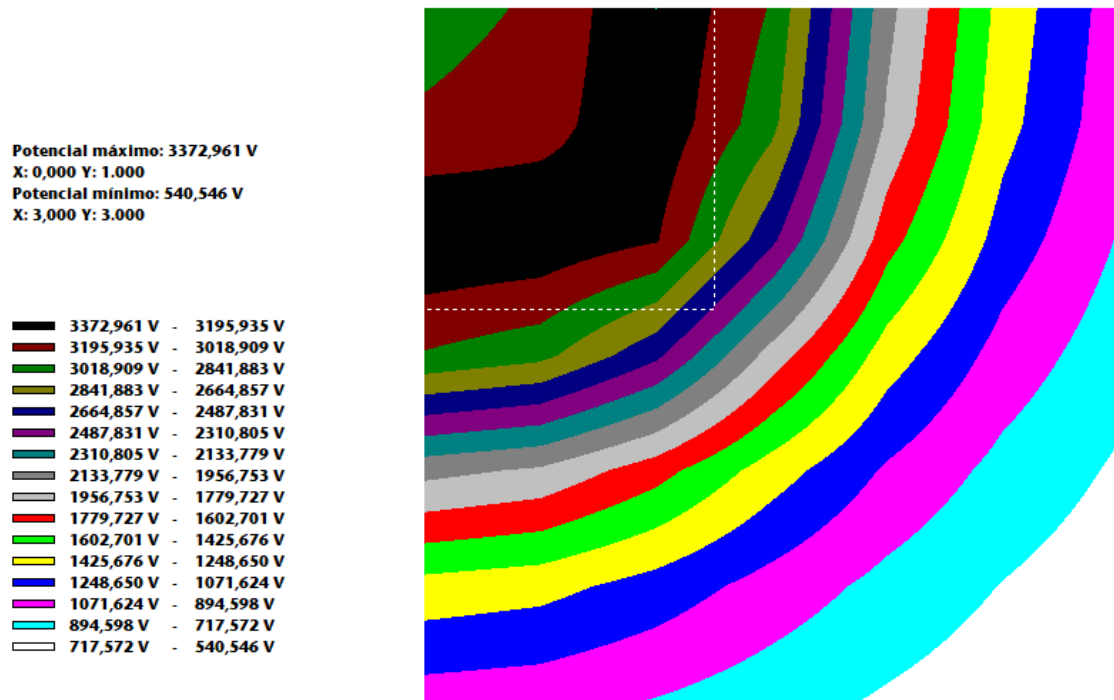 Potencial máximo: 3372,961 V
X: 0,000 Y: 1.000
Potencial mínimo: 540,546 V
X: 3,000 Y: 3.000
3372,961 V - 3195,935 V
3195,935 V - 3018,909 V
3018,909 V - 2841,883 V
2841,883 V - 2664,857 V
2664,857 V - 2487,831 V
2487,831 V - 2310,805 V
2310,805 V - 2133,779 V
2133,779 V - 1956,753 V
1956,753 V - 1779,727 V
1779,727 V - 1602,701 V
1602,701 V - 1425,676 V
1425,676 V - 1248,650 V
1248,650 V - 1071,624 V
1071,624 V - 894,598 V
894,598 V - 717,572 V
717,572 V - 540,546 V